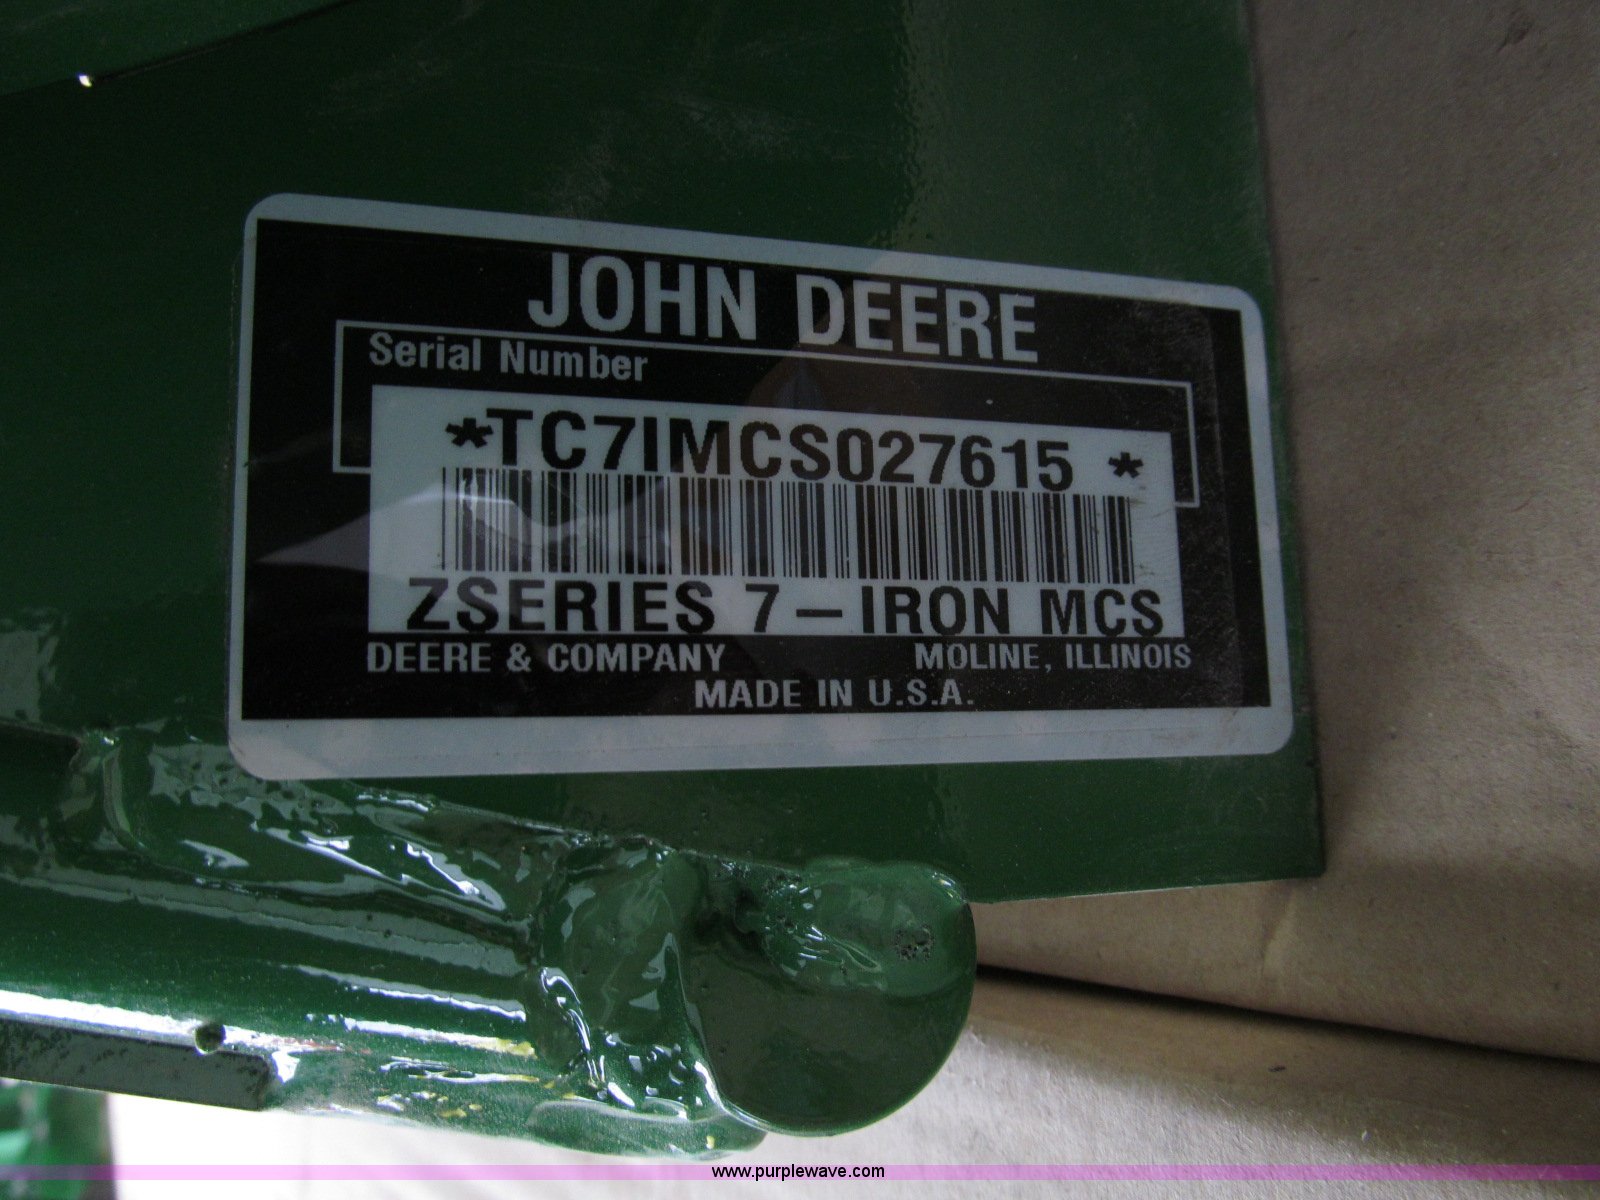 JOHN DEERE
Serial Number
*TC7IMCS027615 *
ZSERIES 7 – IRON MCS
DEERE & COMPANY MOLINE, ILLINOIS
MADE IN U.S.A.
www.purplewave.com